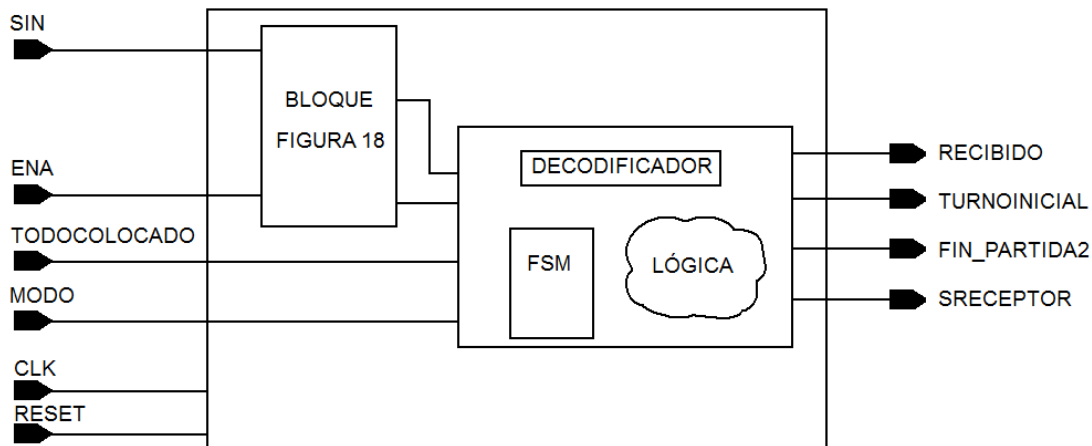 SIN
BLOQUE
FIGURA 18
ENA
TODOCOLOCADO
MODO
CLK
RESET
DECODIFICADOR
FSM
LÓGICA
RECIBIDO
TURNOINICIAL
FIN_PARTIDA2
SRECEPTOR